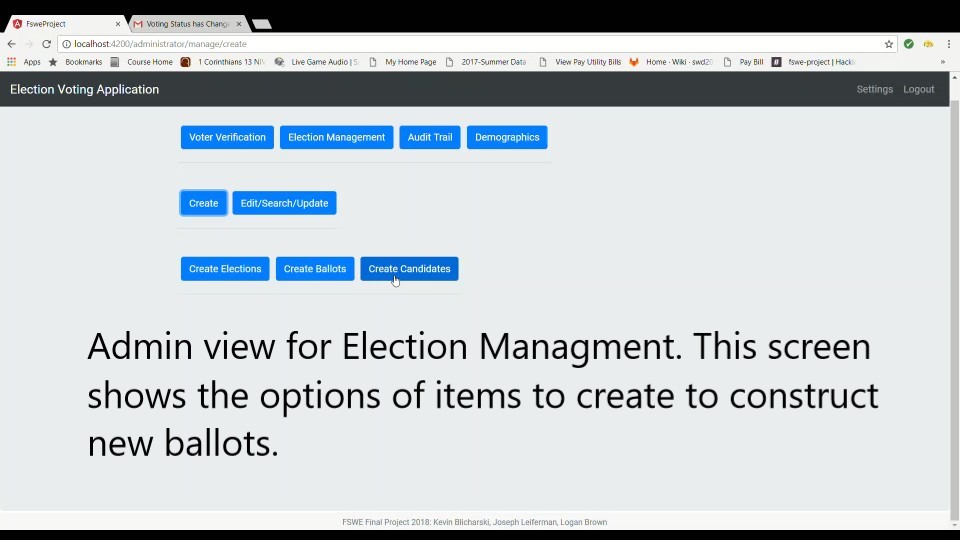 FsweProject
Voting Status has Chang
localhost:4200/administrator/manage/create
Apps Bookmarks Course Home 1 Corinthians 13 NIV Live Game Audio | S My Home Page 2017-Summer Data View Pay Utility Bills Home · Wiki · swd20 Pay Bill fswe-project | Hack
Election Voting Application Settings Logout
Voter Verification Election Management Audit Trail Demographics
Create Edit/Search/Update
Create Elections Create Ballots Create Candidates
Admin view for Election Managment. This screen
shows the options of items to create to construct
new ballots.
FSWE Final Project 2018: Kevin Blicharski, Joseph Leiferman, Logan Brown